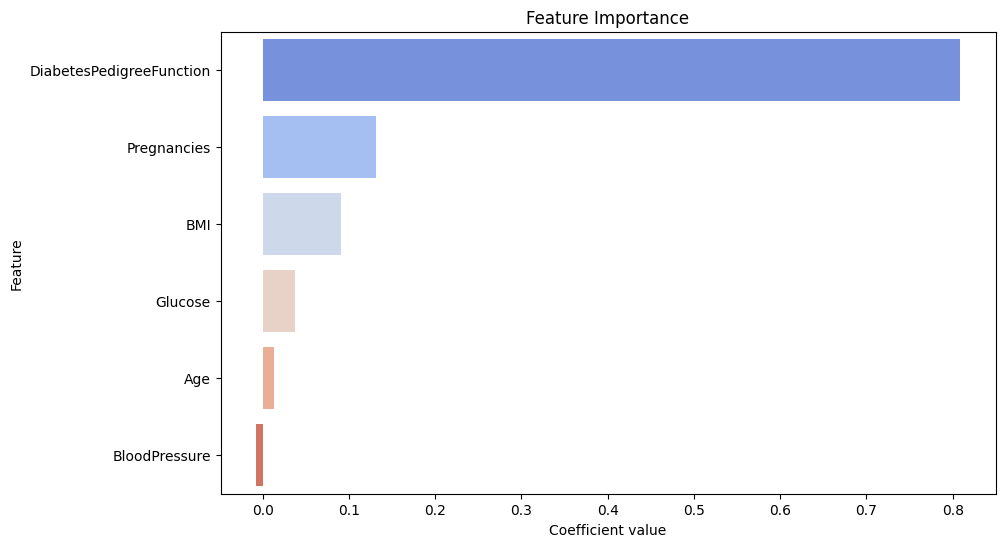 Feature Importance
DiabetesPedigreeFunction
Pregnancies
BMI
Glucose
Age
BloodPressure
Feature
0.0 0.1 0.2 0.3 0.4 0.5 0.6 0.7 0.8
Coefficient value